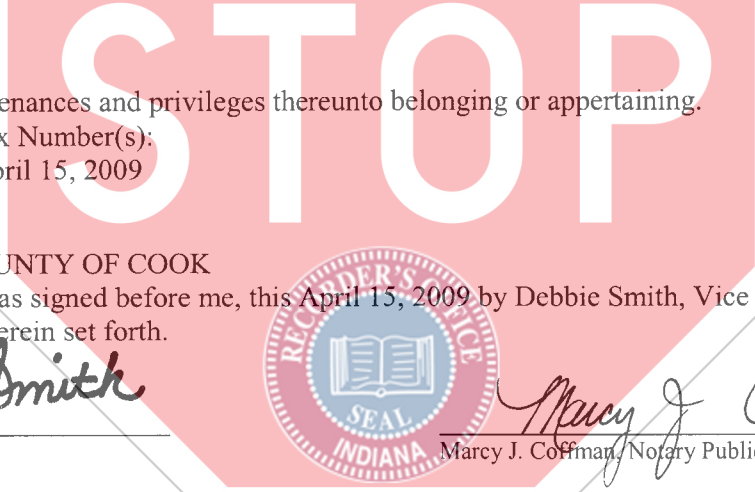 STOP
enances and privileges thereunto belonging or appertaining.
x Number(s):
pril 15, 2009
UNTY OF COOK
as signed before me, this April 15, 2009 by Debbie Smith, Vice
erein set forth.
RECORDER'S OFFICE
SEAL
INDIANA
Smith
Marcy J
Marcy J. Coffman, Notary Public